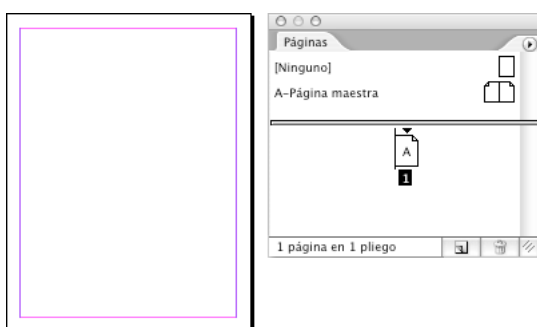 Páginas
[Ninguno]
A-Página maestra
A
1
1 página en 1 pliego